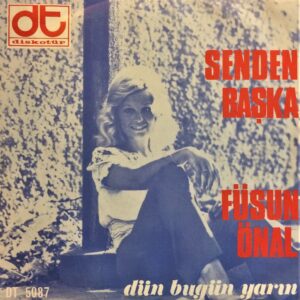 dt
diskotür
SENDEN
BAŞKA
FÜSUN
ÖNAL
DT 5087
dün bugün yarın